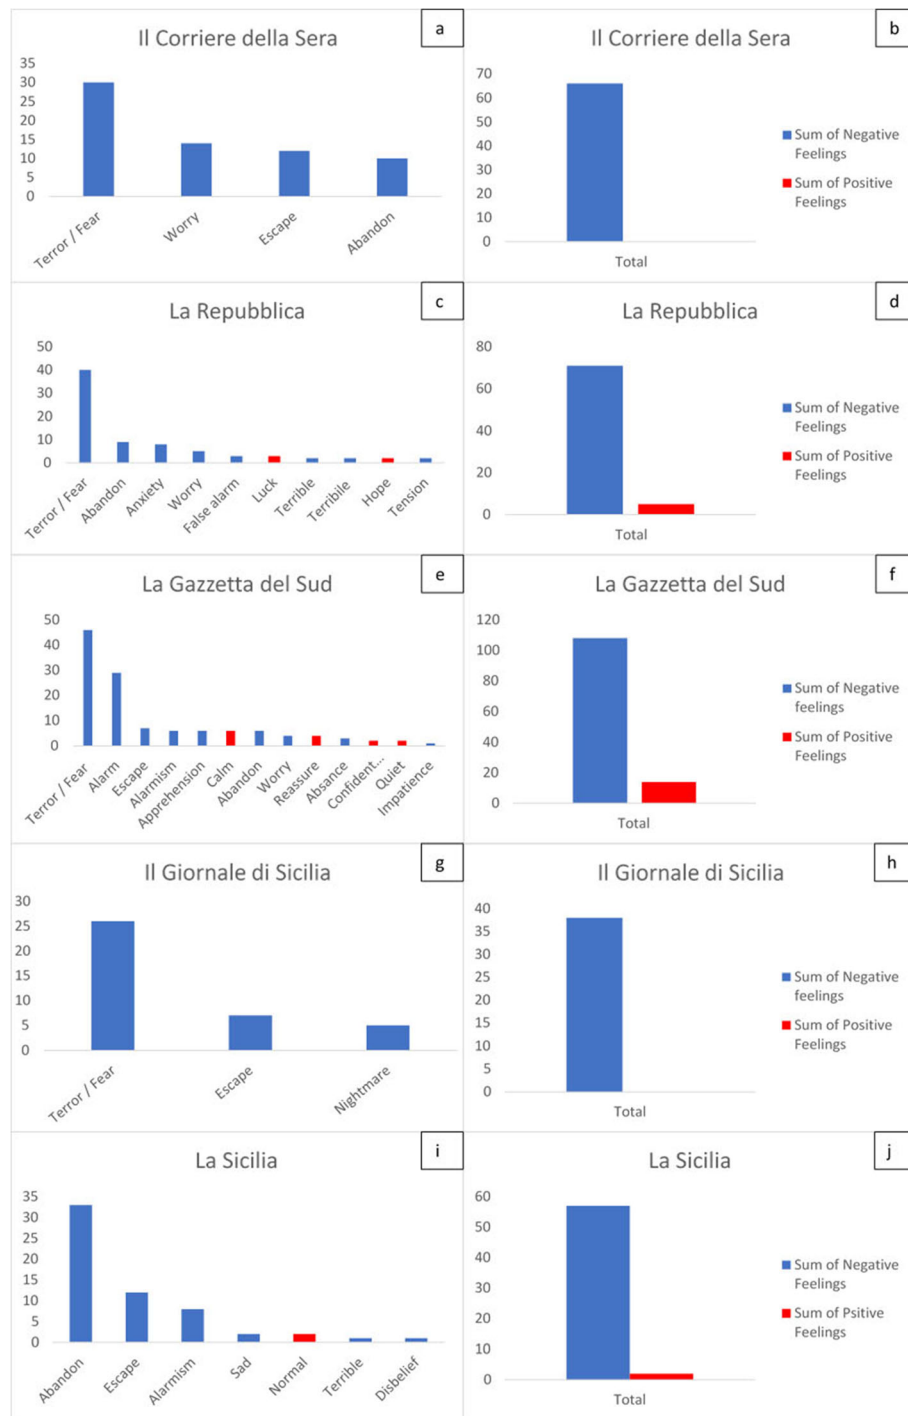 Il Corriere della Sera
a
35
30
25
20
15
10
5
0
Terror / Fear
Worry
Escape
Abandon
Il Corriere della Sera
b
70
60
50
40
30
20
10
0
Total
Sum of Negative
Feelings
Sum of Positive
Feelings
La Repubblica
c
50
40
30
20
10
0
Terror / Fear
Abandon
Anxiety
Worry
False alarm
Luck
Terrible
Terribile
Hope
Tension
La Repubblica
d
80
60
40
20
0
Total
Sum of Negative
Feelings
Sum of Positive
Feelings
La Gazzetta del Sud
e
50
40
30
20
10
0
Terror / Fear
Alarm
Escape
Alarmism
Apprehension
Calm
Abandon
Worry
Reassure
Absance
Confident...
Quiet
Impatience
La Gazzetta del Sud
f
120
100
80
60
40
20
0
Total
Sum of Negative
feelings
Sum of Positive
Feelings
Il Giornale di Sicilia
g
30
25
20
15
10
5
0
Terror / Fear
Escape
Nightmare
Il Giornale di Sicilia
h
40
35
30
25
20
15
10
5
0
Total
Sum of Negative
feelings
Sum of Positive
Feelings
La Sicilia
i
35
30
25
20
15
10
5
0
Abandon
Escape
Alarmism
Sad
Normal
Terrible
Disbelief
La Sicilia
j
60
50
40
30
20
10
0
Total
Sum of Negative
Feelings
Sum of Psitive
Feelings